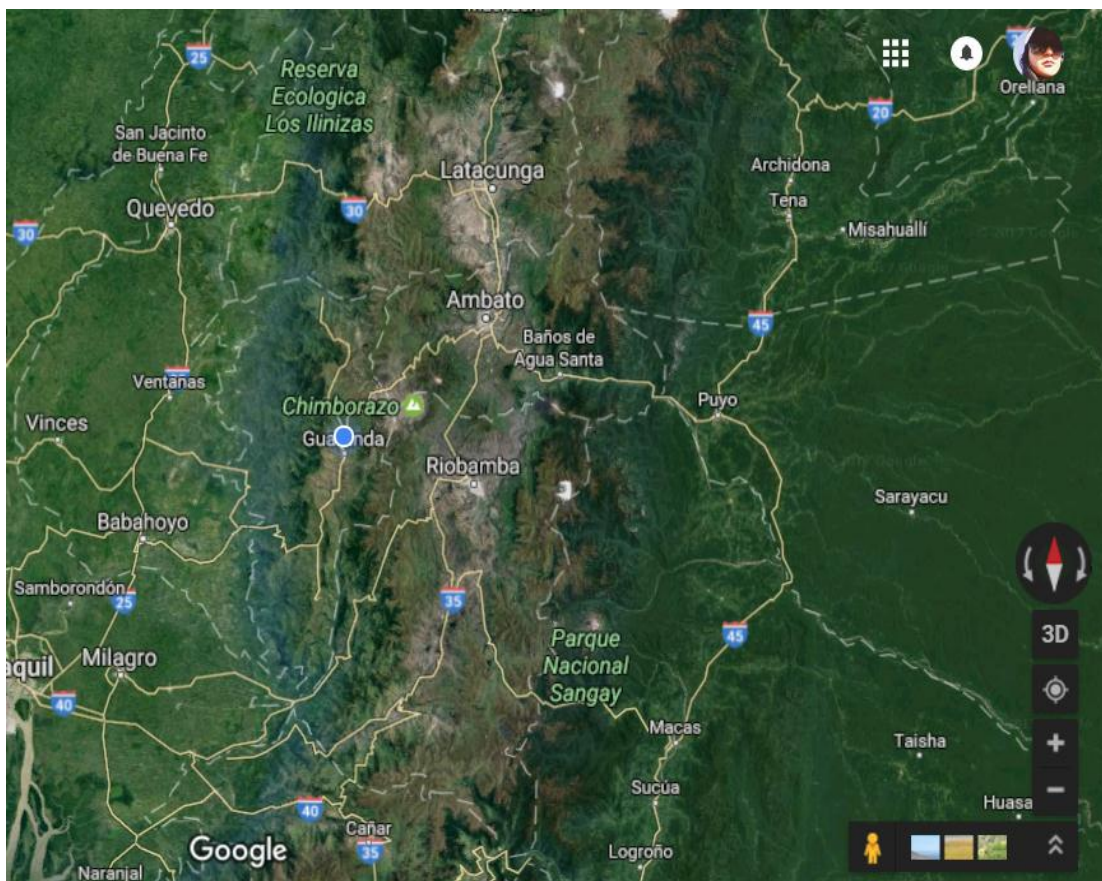 25
Reserva
Ecologica
Los Ilinizas
Orellana
20
San Jacinto
de Buena Fe
Latacunga
Archidona
Quevedo
30
Tena
30
Misahuallí
Ambato
45
Baños de
Agua Santa
Ventanas
Chimborazo
Puyo
Vinces
Riobamba
Sarayacu
Babahoyo
Samborondón
25
35
3D
45
Parque
Nacional
Sangay
aquil
Milagro
40
Macas
Taisha
Sucúa
Huasa
40
Cañar
Google
35
Logroño
Naranjal